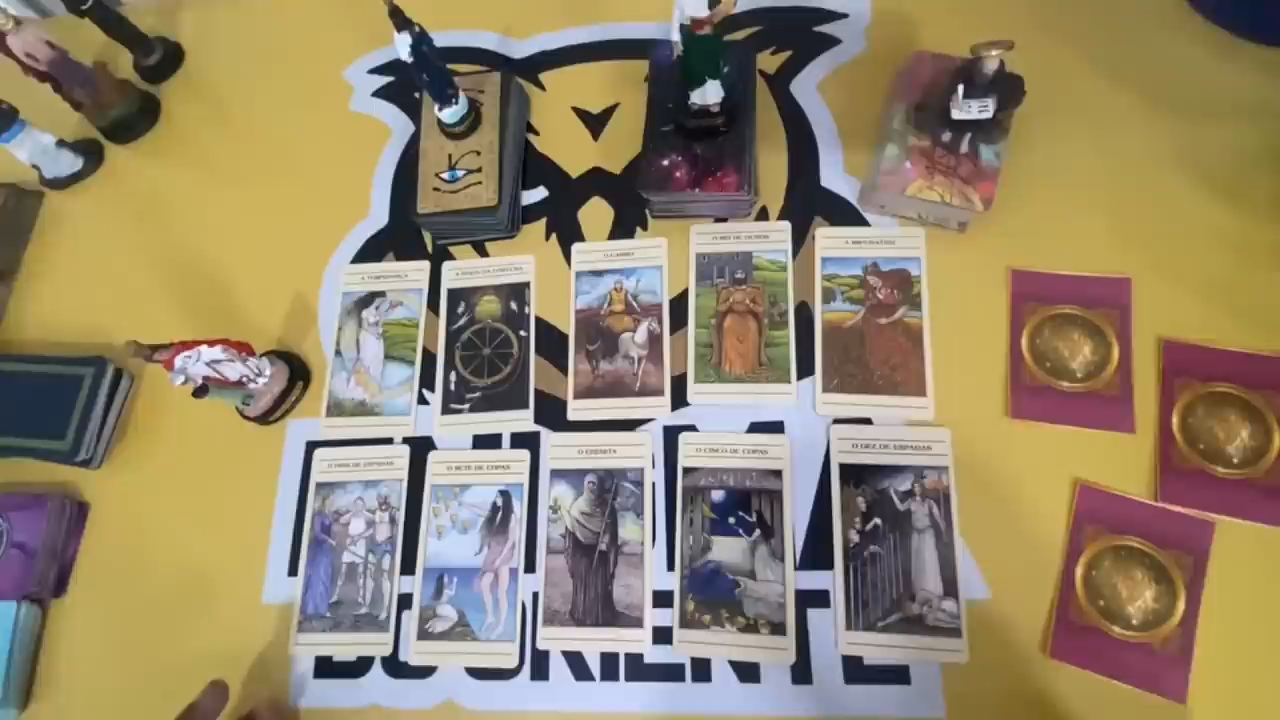 A TEMPERANÇA
A RODA DA FORTUNA
O CARRO
O REI DE OUROS
A IMPERATRIZ
O DOIS DE ESPADAS
O SETE DE COPAS
O EREMITA
O CINCO DE COPAS
O DEZ DE ESPADAS
DO ORIENTE